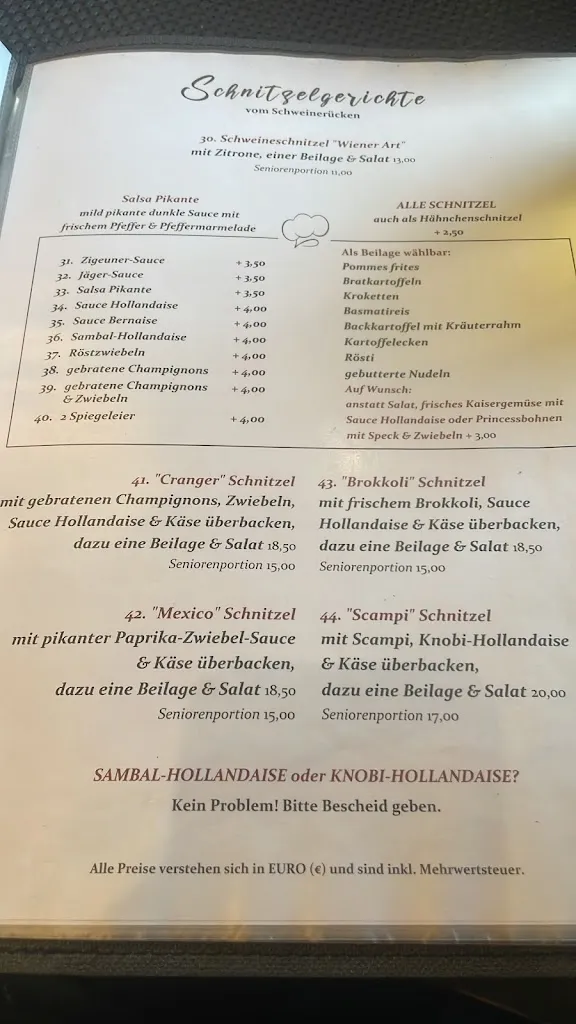 Schnitzelgerichte
vom Schweinerücken
30. Schweineschnitzel "Wiener Art"
mit Zitrone, einer Beilage & Salat 13,00
Seniorenportion 11,00
Salsa Pikante
mild pikante dunkle Sauce mit
frischem Pfeffer & Pfeffermarmelade
ALLE SCHNITZEL
auch als Hähnchenschnitzel
+ 2,50
31. Zigeuner-Sauce + 3,50
32. Jäger-Sauce + 3,50
33. Salsa Pikante + 3,50
34. Sauce Hollandaise + 4,00
35. Sauce Bernaise + 4,00
36. Sambal-Hollandaise + 4,00
37. Röstzwiebeln + 4,00
38. gebratene Champignons + 4,00
39. gebratene Champignons + 4,00
& Zwiebeln
40. 2 Spiegeleier + 4,00
Als Beilage wählbar:
Pommes frites
Bratkartoffeln
Kroketten
Basmatireis
Backkartoffel mit Kräuterrahm
Kartoffelecken
Rösti
gebutterte Nudeln
Auf Wunsch:
anstatt Salat, frisches Kaisergemüse mit
Sauce Hollandaise oder Princessbohnen
mit Speck & Zwiebeln + 3,00
41. "Cranger" Schnitzel
mit gebratenen Champignons, Zwiebeln,
Sauce Hollandaise & Käse überbacken,
dazu eine Beilage & Salat 18,50
Seniorenportion 15,00
43. "Brokkoli" Schnitzel
mit frischem Brokkoli, Sauce
Hollandaise & Käse überbacken,
dazu eine Beilage & Salat 18,50
Seniorenportion 15,00
42. "Mexico" Schnitzel
mit pikanter Paprika-Zwiebel-Sauce
& Käse überbacken,
dazu eine Beilage & Salat 18,50
Seniorenportion 15,00
44. "Scampi" Schnitzel
mit Scampi, Knobi-Hollandaise
& Käse überbacken,
dazu eine Beilage & Salat 20,00
Seniorenportion 17,00
SAMBAL-HOLLANDAISE oder KNOBI-HOLLANDAISE?
Kein Problem! Bitte Bescheid geben.
Alle Preise verstehen sich in EURO (€) und sind inkl. Mehrwertsteuer.